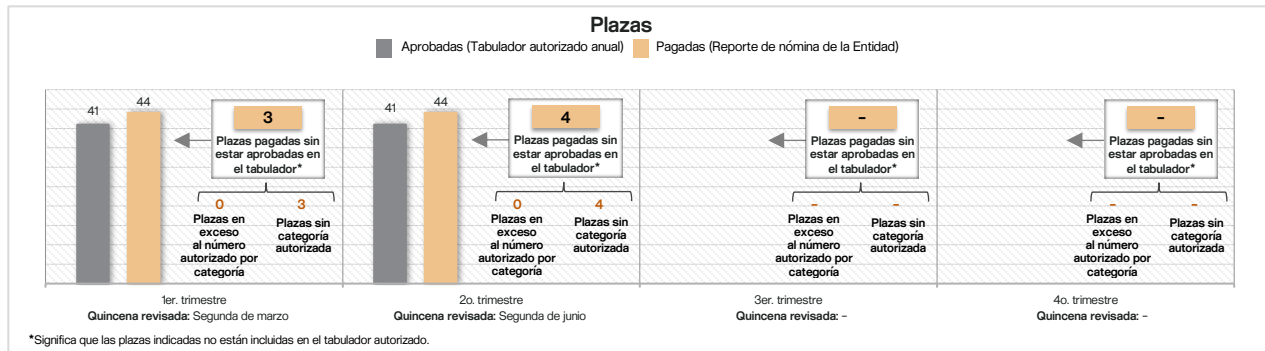 Plazas
Aprobadas (Tabulador autorizado anual)
Pagadas (Reporte de nómina de la Entidad)
41
44
3
Plazas pagadas sin
estar aprobadas en
el tabulador*
0
3
Plazas en
exceso
al número
autorizado por
categoría
Plazas sin
categoría
autorizada
1er. trimestre
Quincena revisada: Segunda de marzo
41
44
4
Plazas pagadas sin
estar aprobadas en
el tabulador*
0
4
Plazas en
exceso
al número
autorizado por
categoría
Plazas sin
categoría
autorizada
2o. trimestre
Quincena revisada: Segunda de junio
-
Plazas pagadas sin
estar aprobadas en
el tabulador*
-
-
Plazas en
exceso
al número
autorizado por
categoría
Plazas sin
categoría
autorizada
3er. trimestre
Quincena revisada: -
-
Plazas pagadas sin
estar aprobadas en
el tabulador*
-
-
Plazas en
exceso
al número
autorizado por
categoría
Plazas sin
categoría
autorizada
4o. trimestre
Quincena revisada: -
*Significa que las plazas indicadas no están incluidas en el tabulador autorizado.